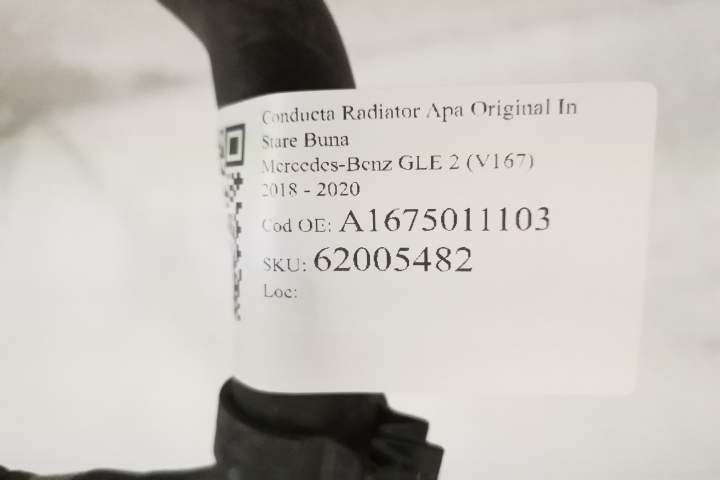 Conducta Radiator Apa Original In
Stare Buna
Mercedes-Benz GLE 2 (V167)
2018 - 2020
Cod OE: A1675011103
SKU: 62005482
Loc: